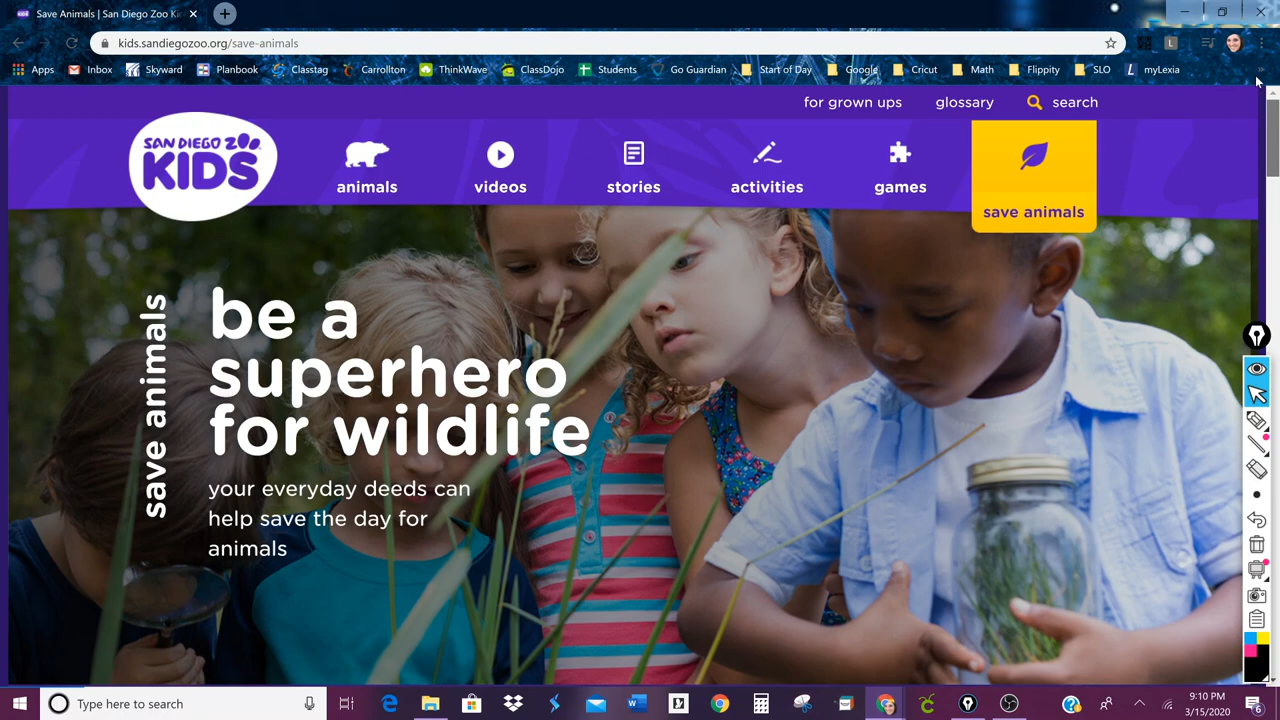 Save Animals | San Diego Zoo Ki
kids.sandiegozoo.org/save-animals
Apps Inbox Skyward Planbook Classtag Carrollton ThinkWave ClassDojo Students Go Guardian Start of Day Google Cricut Math Flippity SLO myLexia
for grown ups glossary search
SAN DIEGO ZOO
KIDS
animals videos stories activities games save animals
save animals
be a
superhero
for wildlife
your everyday deeds can
help save the day for
animals
Type here to search
9:10 PM
3/15/2020
6